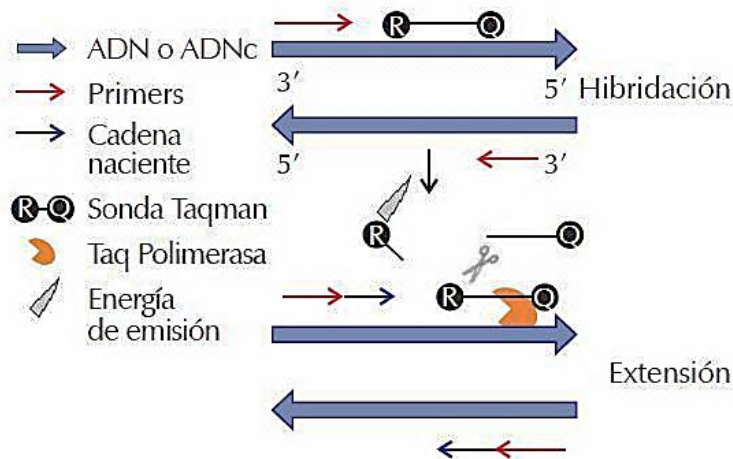 ADN o ADNc
Primers
Cadena
naciente
R Q Sonda Taqman
Taq Polimerasa
Energía
de emisión
R Q
3′ 5′ Hibridación
5′ 3′
R Q
R Q
Extensión